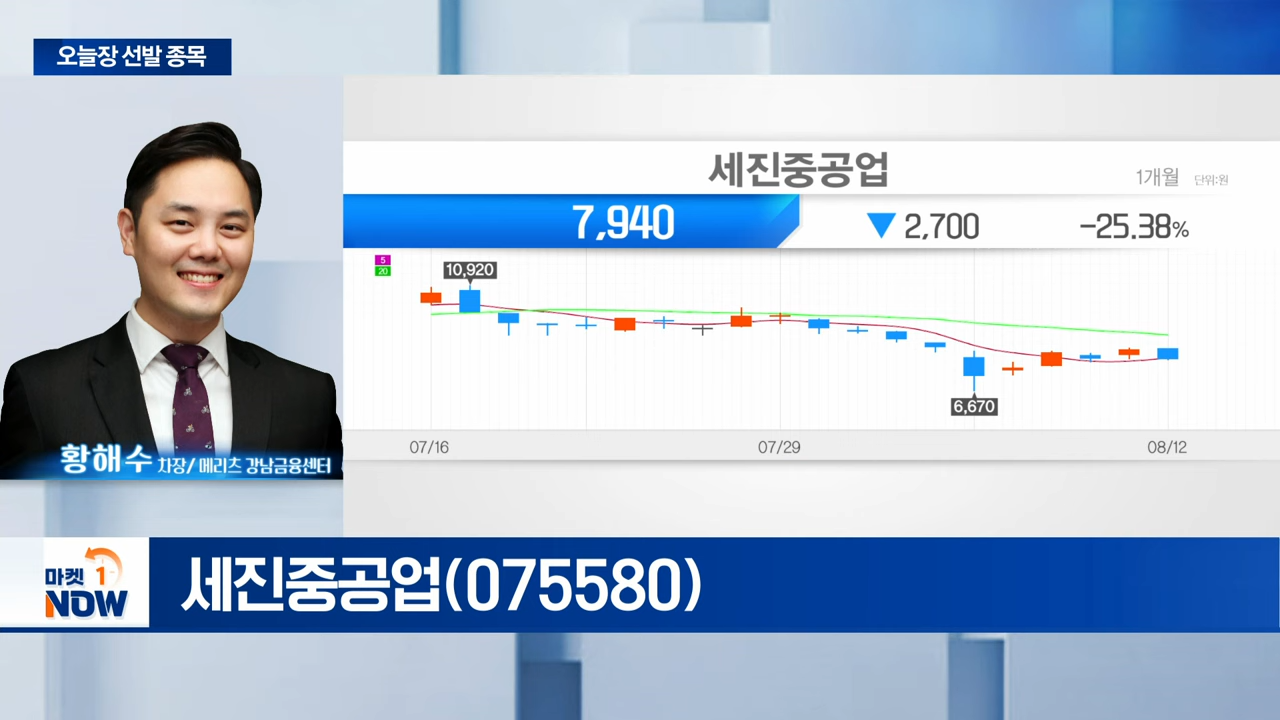 오늘장 선발 종목
세진중공업
1개월 단위:원
7,940 ▼ 2,700 -25.38%
5
20
10,920
6,670
07/16 07/29 08/12
황해수 차장/ 메리츠 강남금융센터
마켓 1
NOW
세진중공업(075580)